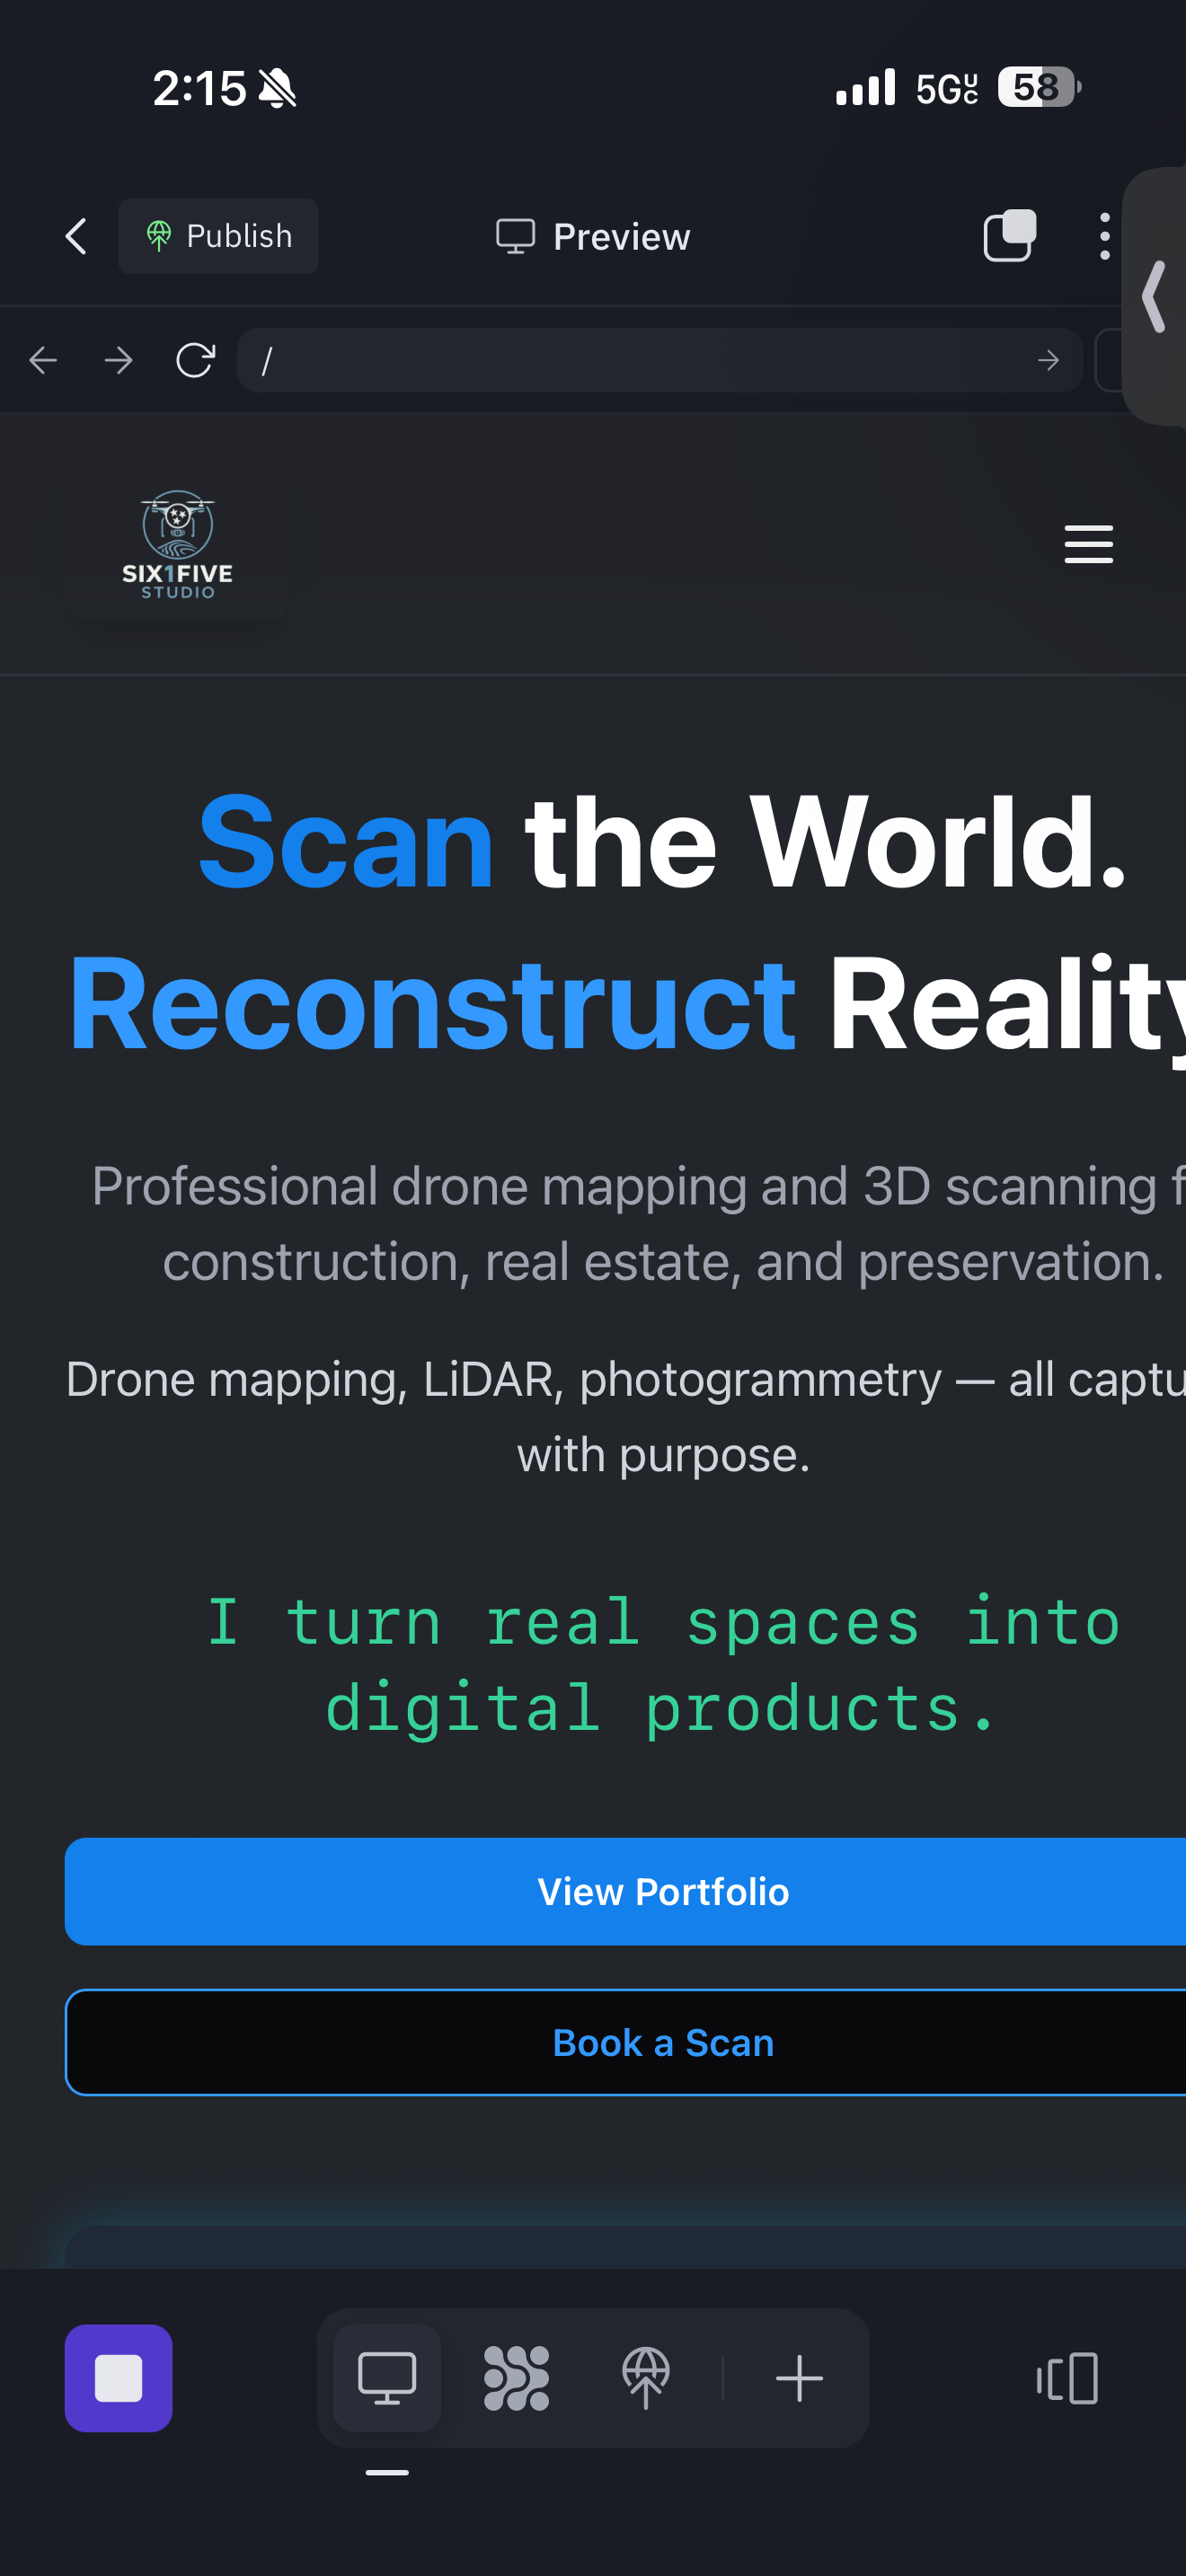 2:15
5GUC 58
Publish
Preview
/
SIX1FIVE
STUDIO
Scan the World.
Reconstruct Reality
Professional drone mapping and 3D scanning f
construction, real estate, and preservation.
Drone mapping, LiDAR, photogrammetry — all captu
with purpose.
I turn real spaces into
digital products.
View Portfolio
Book a Scan